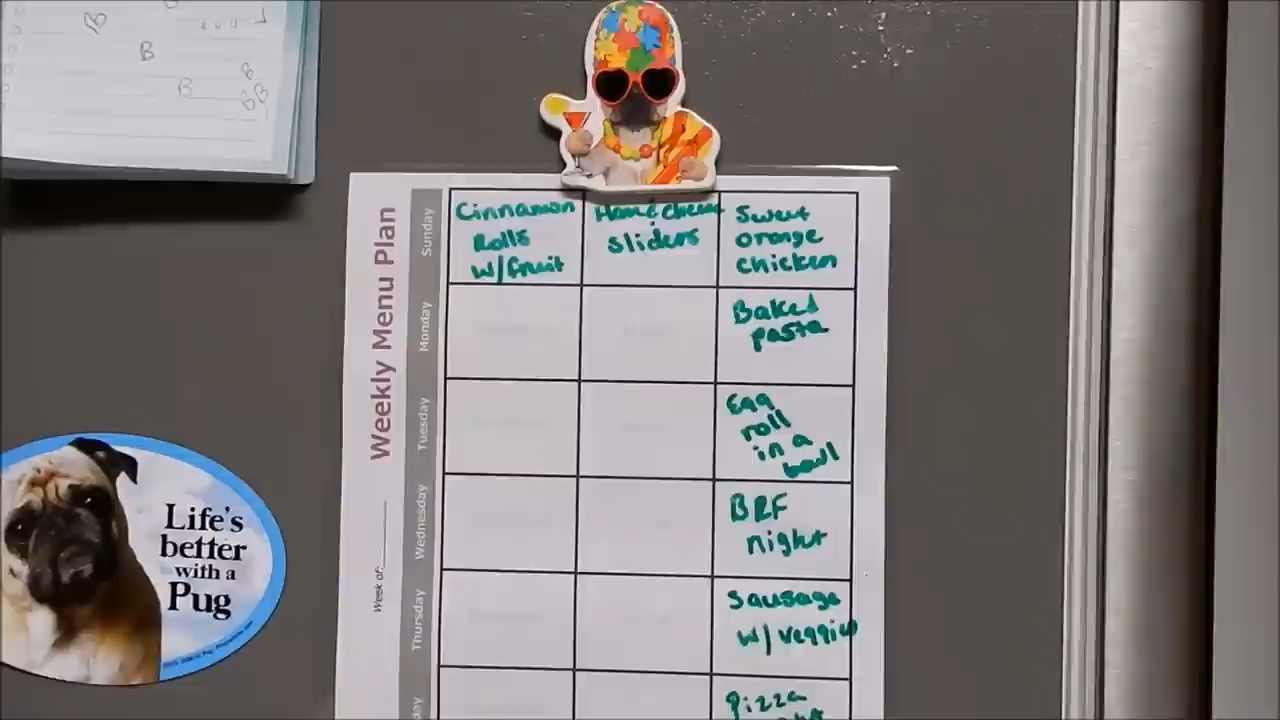 Weekly Menu Plan
Week of:
Sunday
Cinnamon
Rolls
w/fruit
Ham & cheese
sliders
Sweet
orange
chicken
Monday
Baked
pasta
Tuesday
Egg
roll
in a
bowl
Wednesday
BRF
night
Thursday
Sausage
w/ veggies
day
Pizza
Life's
better
with a
Pug